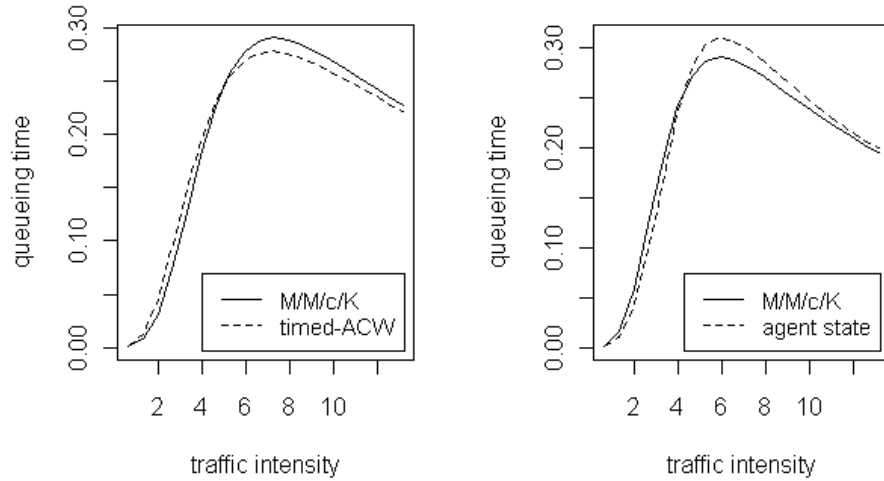 queueing time
0.00 0.10 0.20 0.30
M/M/c/K
timed-ACW
2 4 6 8 10
traffic intensity
queueing time
0.00 0.10 0.20 0.30
M/M/c/K
agent state
2 4 6 8 10
traffic intensity